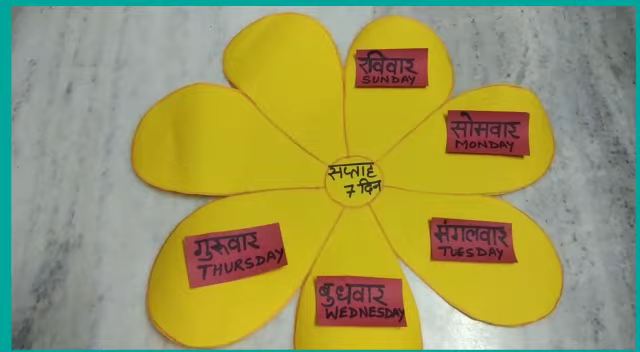 सप्ताह
7 दिन
रविवार
SUNDAY
सोमवार
MONDAY
मंगलवार
TUESDAY
बुधवार
WEDNESDAY
गुरूवार
THURSDAY